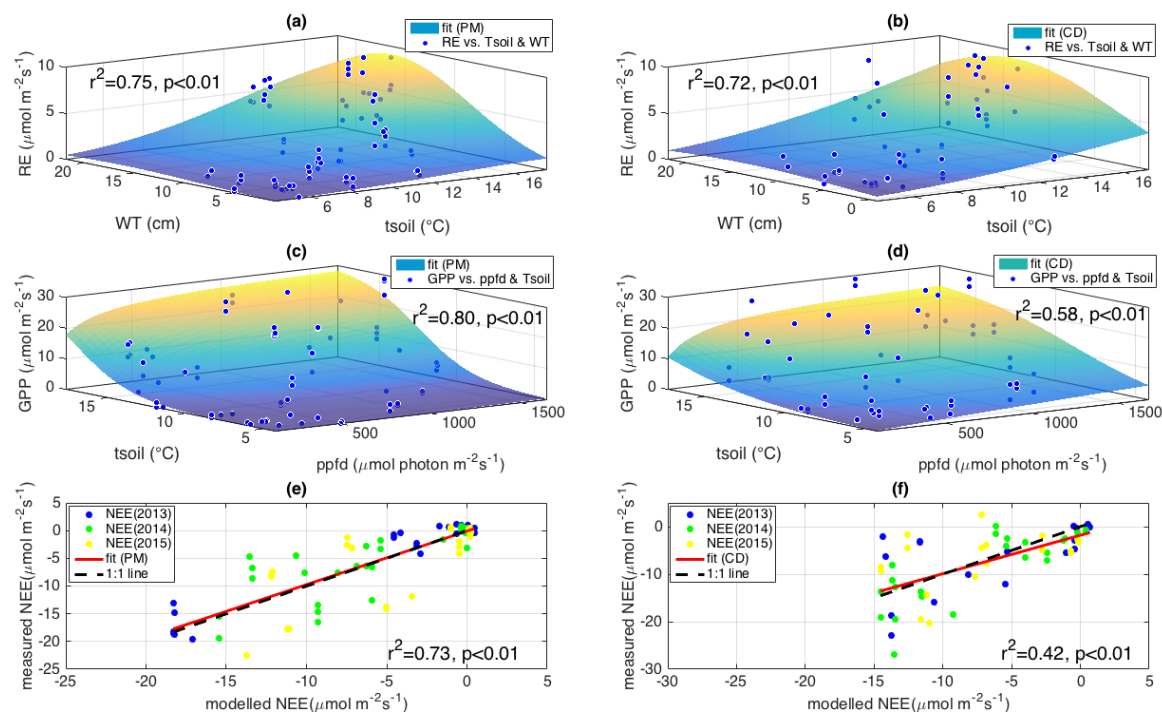 (a)
fit (PM)
RE vs. Tsoil & WT
r²=0.75, p<0.01
RE (μmol m⁻²s⁻¹)
10
5
0
20
15
10
5
WT (cm)
6
8
10
12
14
16
tsoil (°C)
(b)
fit (CD)
RE vs. Tsoil & WT
r²=0.72, p<0.01
RE (μmol m⁻²s⁻¹)
10
5
0
20
15
10
5
0
WT (cm)
6
8
10
12
14
16
tsoil (°C)
(c)
fit (PM)
GPP vs. ppfd & Tsoil
r²=0.80, p<0.01
GPP (μmol m⁻²s⁻¹)
30
20
10
0
15
10
5
tsoil (°C)
500
1000
1500
ppfd (μmol photon m⁻²s⁻¹)
(d)
fit (CD)
GPP vs. ppfd & Tsoil
r²=0.58, p<0.01
GPP (μmol m⁻²s⁻¹)
30
20
10
0
15
10
5
tsoil (°C)
500
1000
1500
ppfd (μmol photon m⁻²s⁻¹)
(e)
NEE(2013)
NEE(2014)
NEE(2015)
fit (PM)
1:1 line
r²=0.73, p<0.01
measured NEE(μmol m⁻²s⁻¹)
5
0
-5
-10
-15
-20
-25
-25
-20
-15
-10
-5
0
5
modelled NEE(μmol m⁻²s⁻¹)
(f)
NEE(2013)
NEE(2014)
NEE(2015)
fit (CD)
1:1 line
r²=0.42, p<0.01
measured NEE(μmol m⁻²s⁻¹)
0
-10
-20
-30
-30
-25
-20
-15
-10
-5
0
5
modelled NEE(μmol m⁻²s⁻¹)